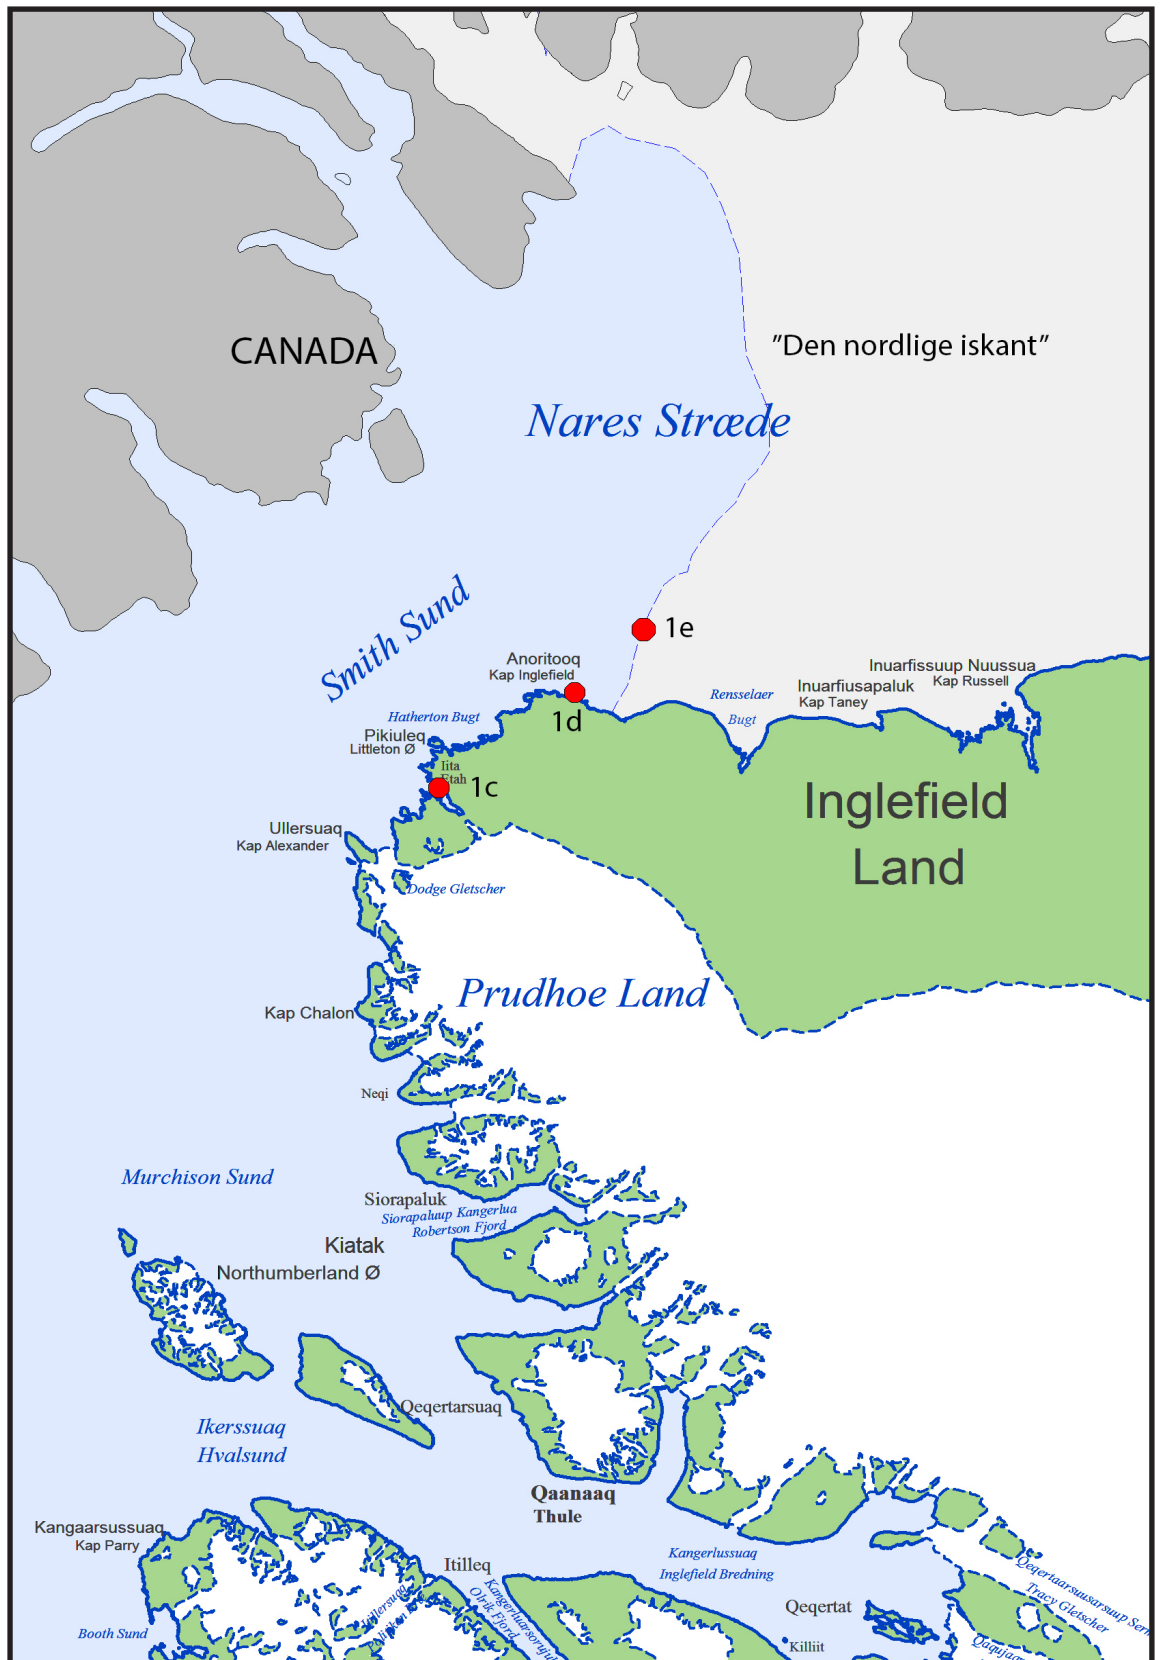 CANADA
”Den nordlige iskant”
Nares Stræde
Smith Sund
1e
Anoritooq
Kap Inglefield
Inuarfissuup Nuussua
Kap Russell
Inuarfiusapaluk
Kap Taney
Rensselaer
Bugt
Hatherton Bugt
1d
Pikiuleq
Littleton Ø
Iita
Etah
1c
Inglefield
Land
Ullersuaq
Kap Alexander
Dodge Gletscher
Prudhoe Land
Kap Chalon
Neqi
Murchison Sund
Siorapaluk
Siorapaluup Kangerlua
Robertson Fjord
Kiatak
Northumberland Ø
Qeqertarsuaq
Ikerssuaq
Hvalsund
Qaanaaq
Thule
Kangaarsussuaq
Kap Parry
Itilleq
Kangerlussuaq
Inglefield Bredning
Olrik Fjord
Qeqertaarsuusarsuup
Tracy Gletscher
Qeqertat
Killiit
Booth Sund